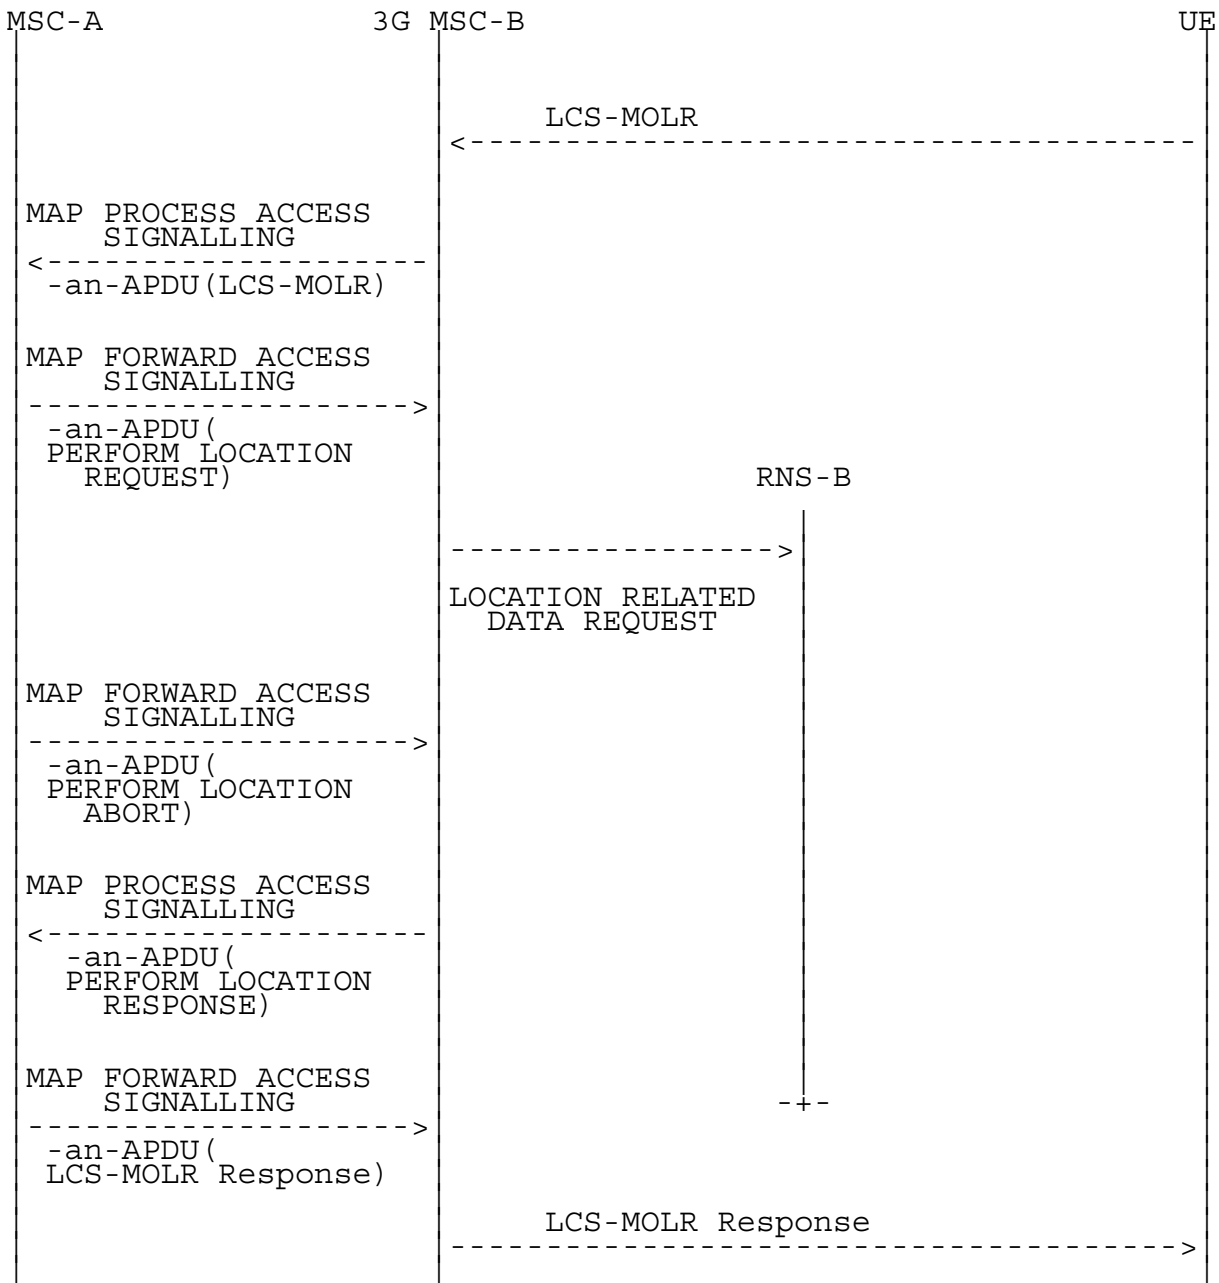 MSC-A 3G MSC-B UE
LCS-MOLR
MAP PROCESS ACCESS
SIGNALLING
-an-APDU(LCS-MOLR)
MAP FORWARD ACCESS
SIGNALLING
-an-APDU(
PERFORM LOCATION
REQUEST)
RNS-B
LOCATION RELATED
DATA REQUEST
MAP FORWARD ACCESS
SIGNALLING
-an-APDU(
PERFORM LOCATION
ABORT)
MAP PROCESS ACCESS
SIGNALLING
-an-APDU(
PERFORM LOCATION
RESPONSE)
MAP FORWARD ACCESS
SIGNALLING
-an-APDU(
LCS-MOLR Response)
LCS-MOLR Response